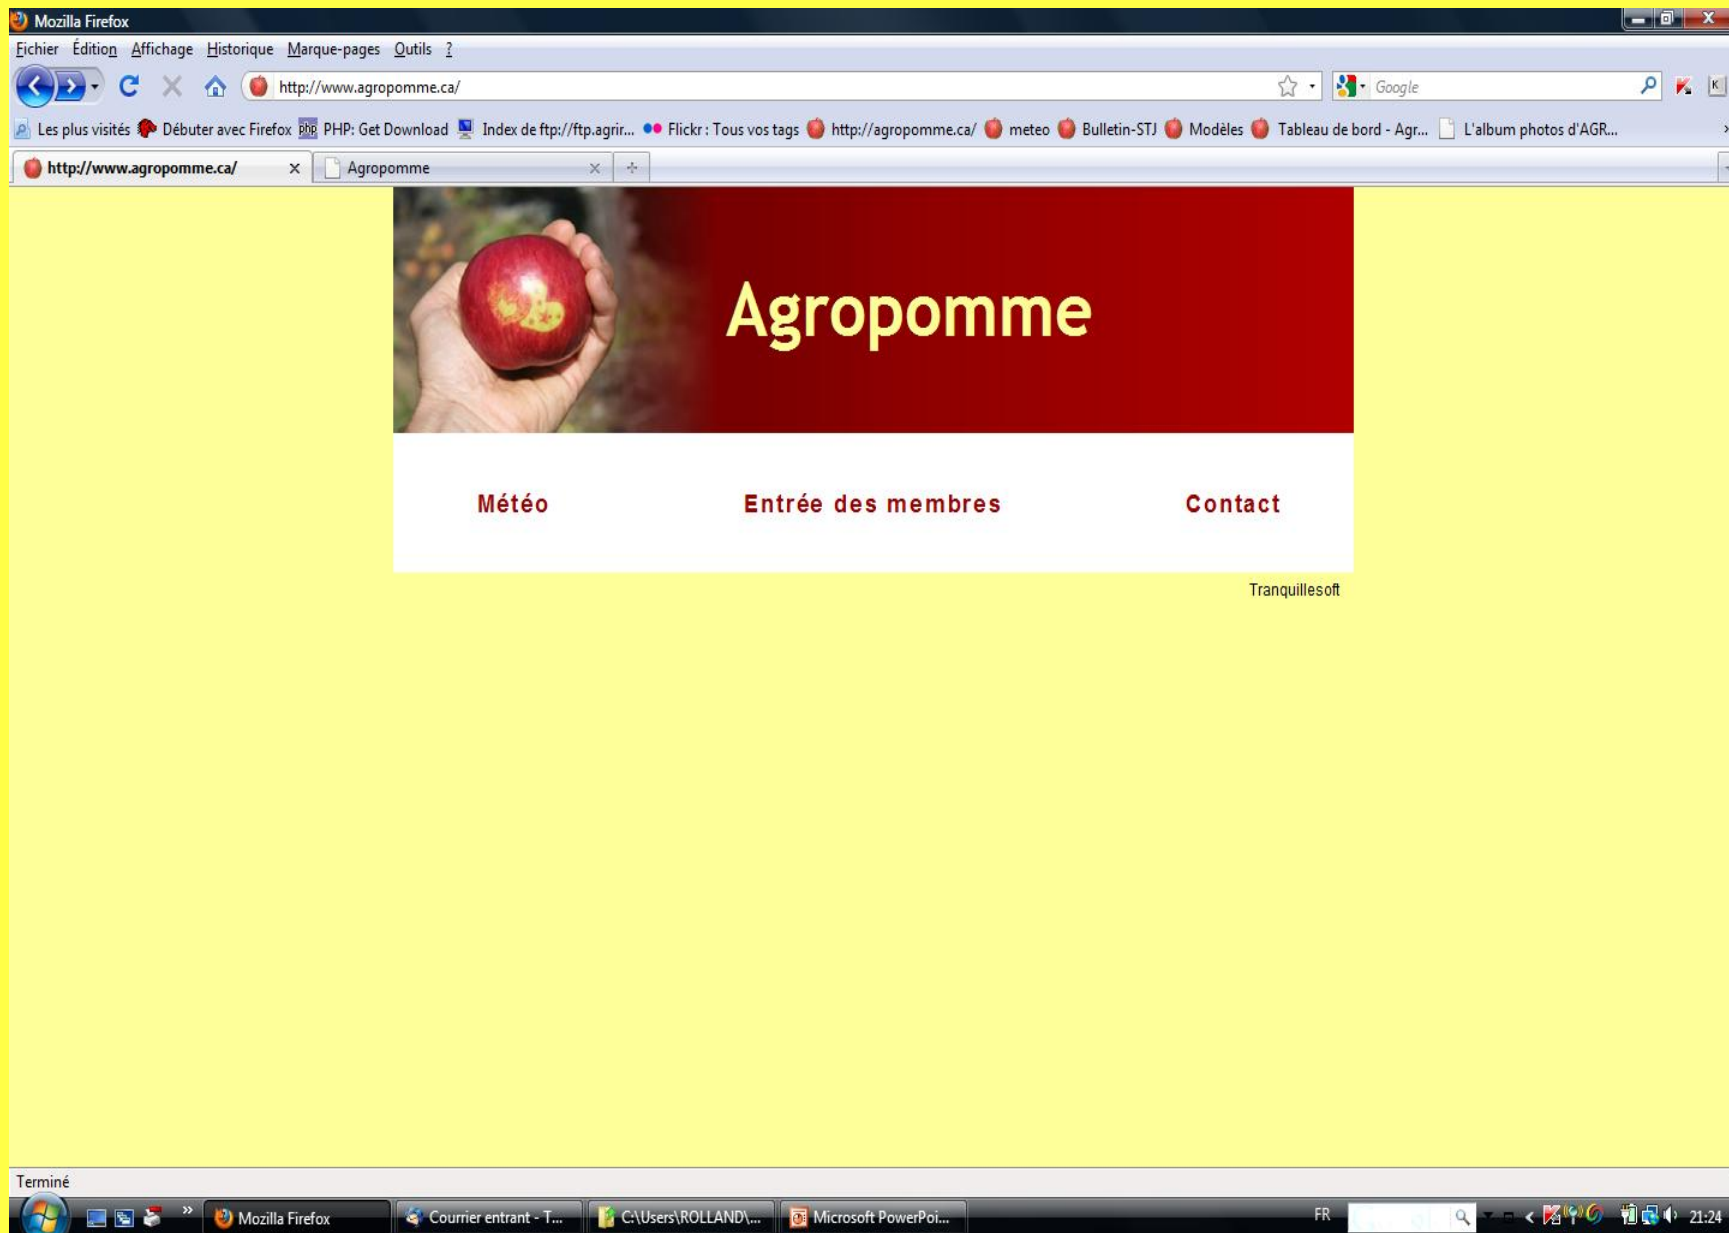 Mozilla Firefox
Fichier Édition Affichage Historique Marque-pages Outils ?
http://www.agropomme.ca/ Google K
Les plus visités Débuter avec Firefox php PHP: Get Download Index de ftp://ftp.agrir... Flickr : Tous vos tags http://agropomme.ca/ meteo Bulletin-STJ Modèles Tableau de bord - Agr... L'album photos d'AGR... »
http://www.agropomme.ca/ Agropomme
Agropomme
Météo Entrée des membres Contact
Tranquillesoft
Terminé
» Mozilla Firefox Courrier entrant - T... C:\Users\ROLLAND\... Microsoft PowerPoi... FR 21:24